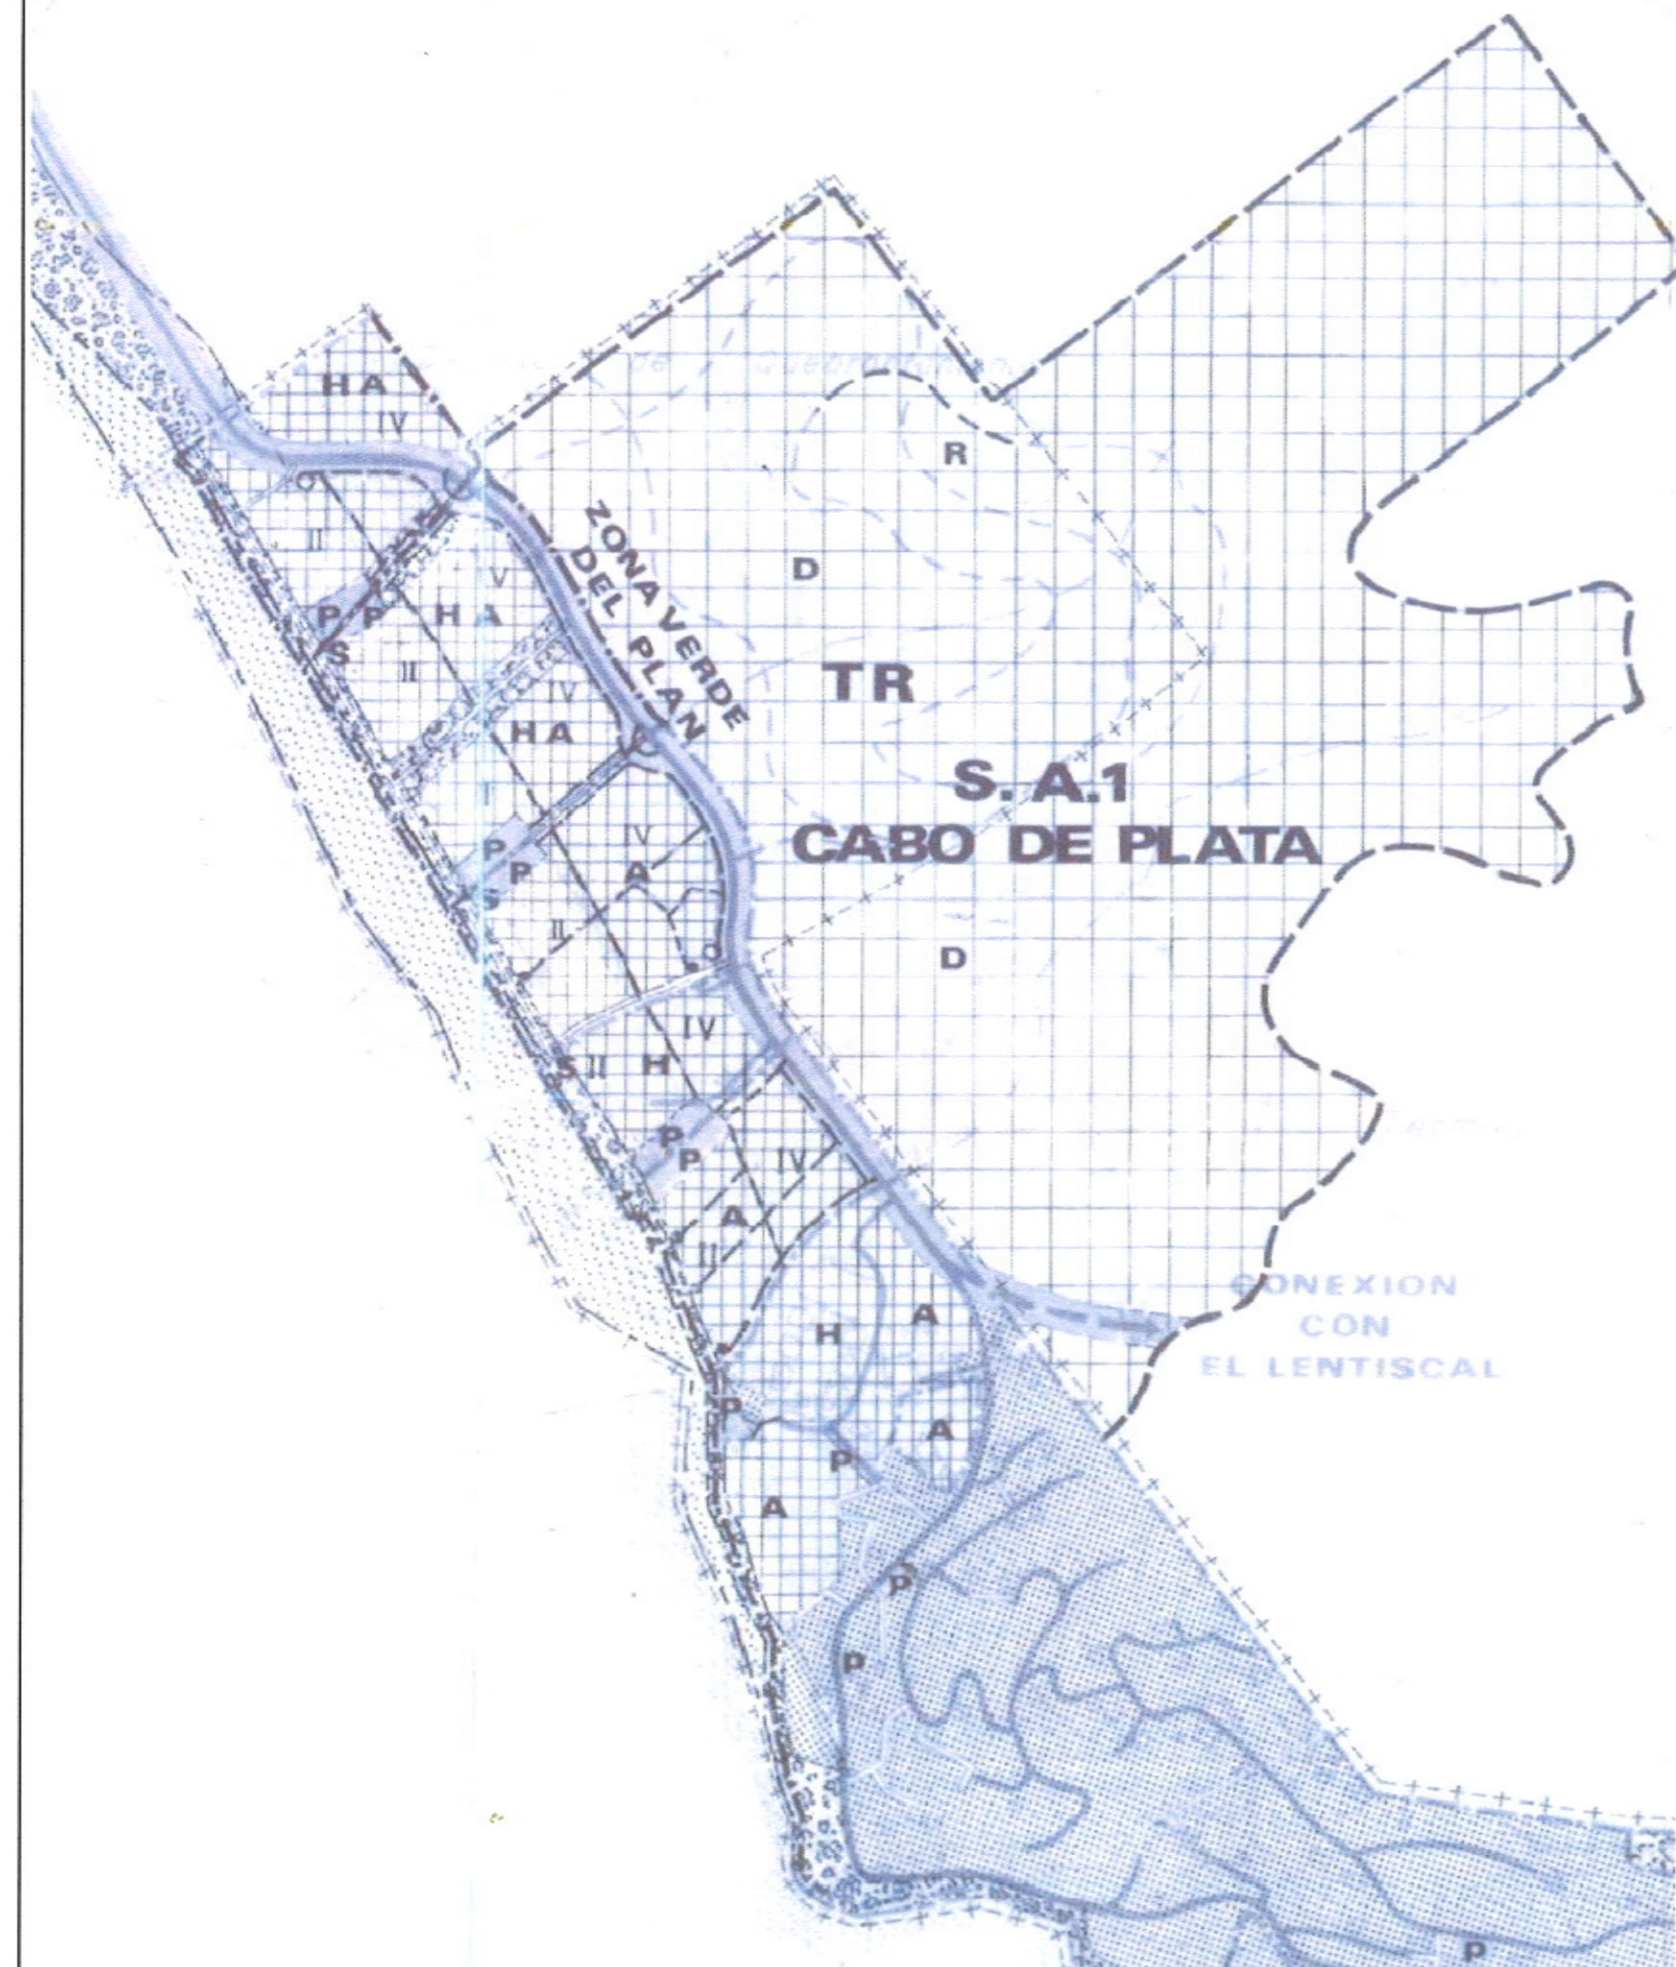 HA
IV
R
II
ZONA VERDE
DEL PLAN
D
V
P P
H A
S
II
IV
TR
HA
S. A.1
CABO DE PLATA
IV
P
P
A
S
II
D
IV
S II H
P
P
IV
A
II
CONEXION
CON
EL LENTISCAL
A
H
P
A
P
A
P
P
P